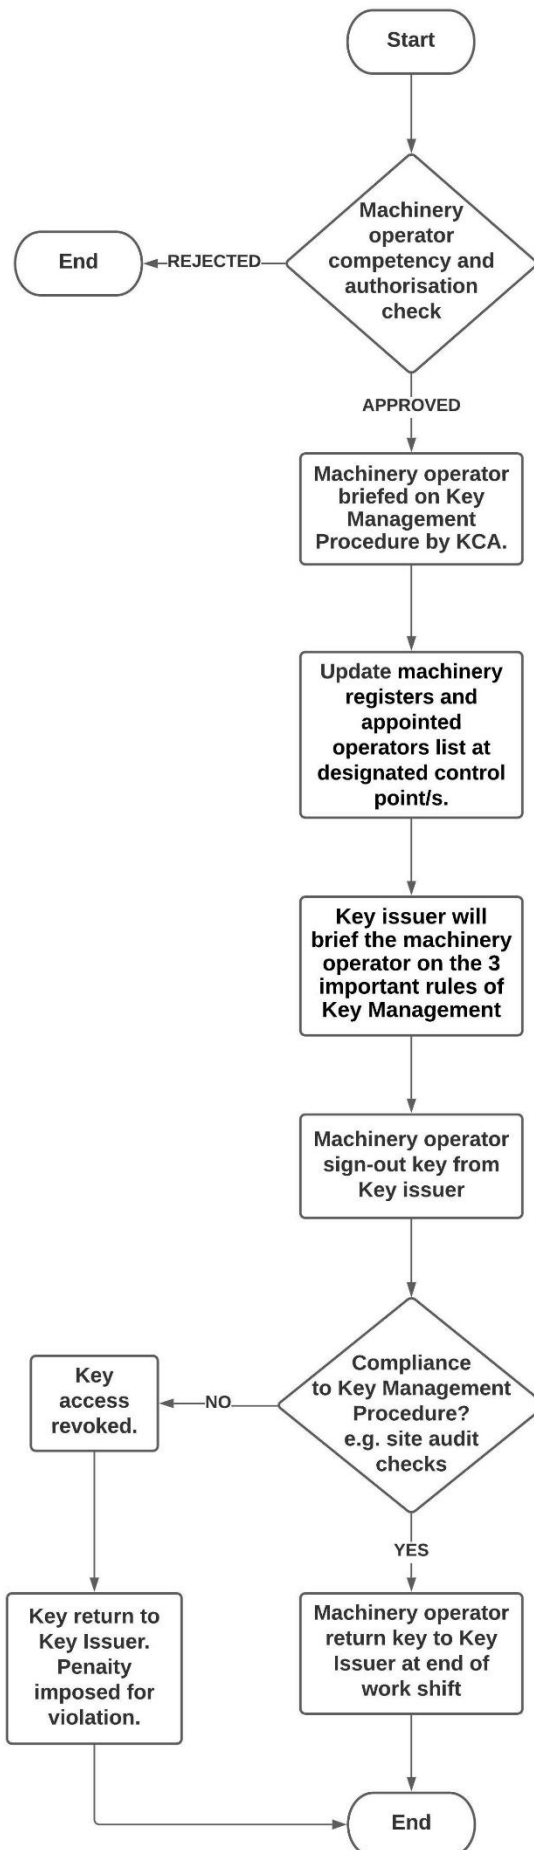 Start
Machinery
operator
competency and
authorisation
check
REJECTED
End
APPROVED
Machinery operator
briefed on Key
Management
Procedure by KCA.
Update machinery
registers and
appointed
operators list at
designated control
point/s.
Key issuer will
brief the machinery
operator on the 3
important rules of
Key Management
Machinery operator
sign-out key from
Key issuer
Compliance
to Key Management
Procedure?
e.g. site audit
checks
NO
Key
access
revoked.
YES
Key return to
Key Issuer.
Penaity
imposed for
violation.
Machinery operator
return key to Key
Issuer at end of
work shift
End